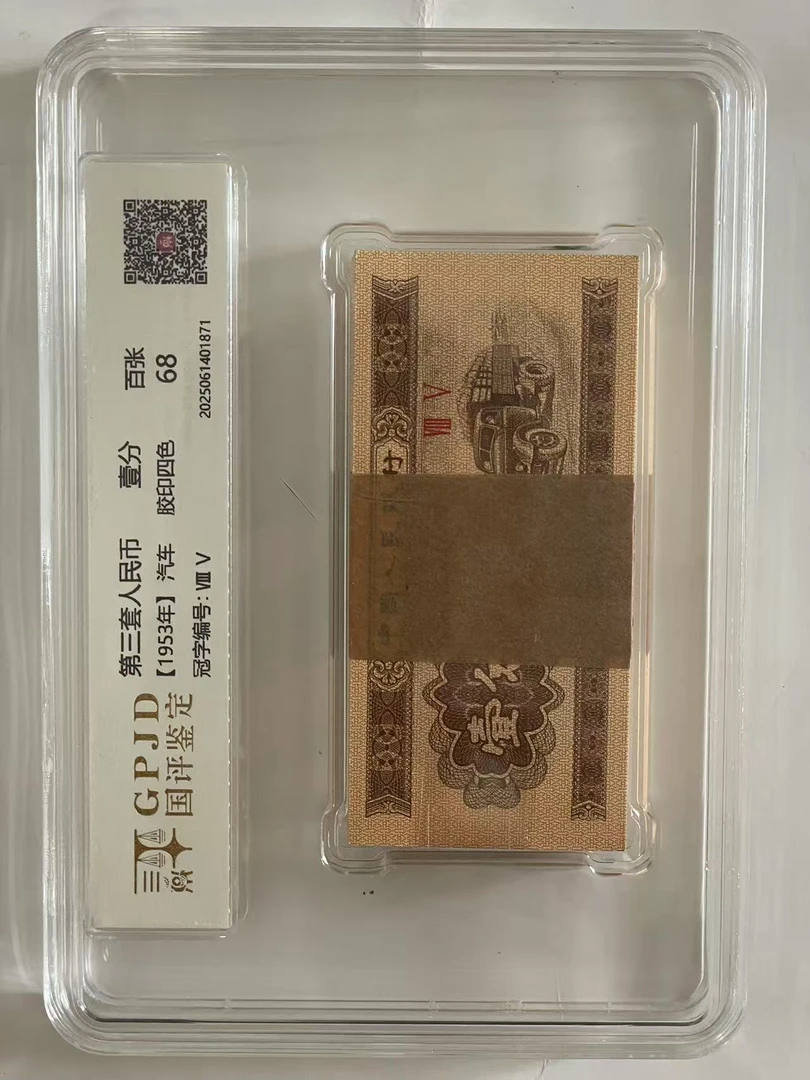 GPJD
国评鉴定
第三套人民币 壹分 百张
【1953年】 汽车 胶印四色 68
冠字编号: Ⅷ Ⅴ
2025061401871
Ⅷ Ⅴ
壹